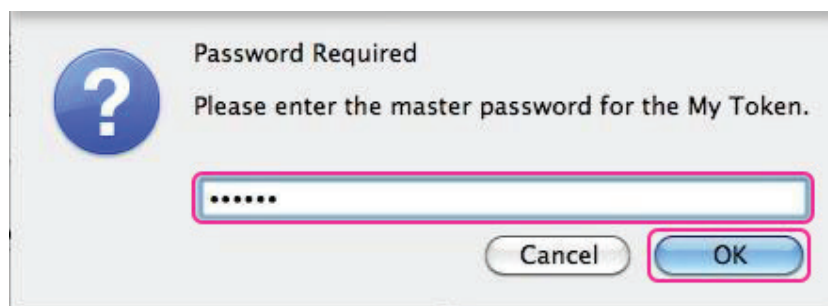 Password Required
Please enter the master password for the My Token.
••••••
Cancel
OK